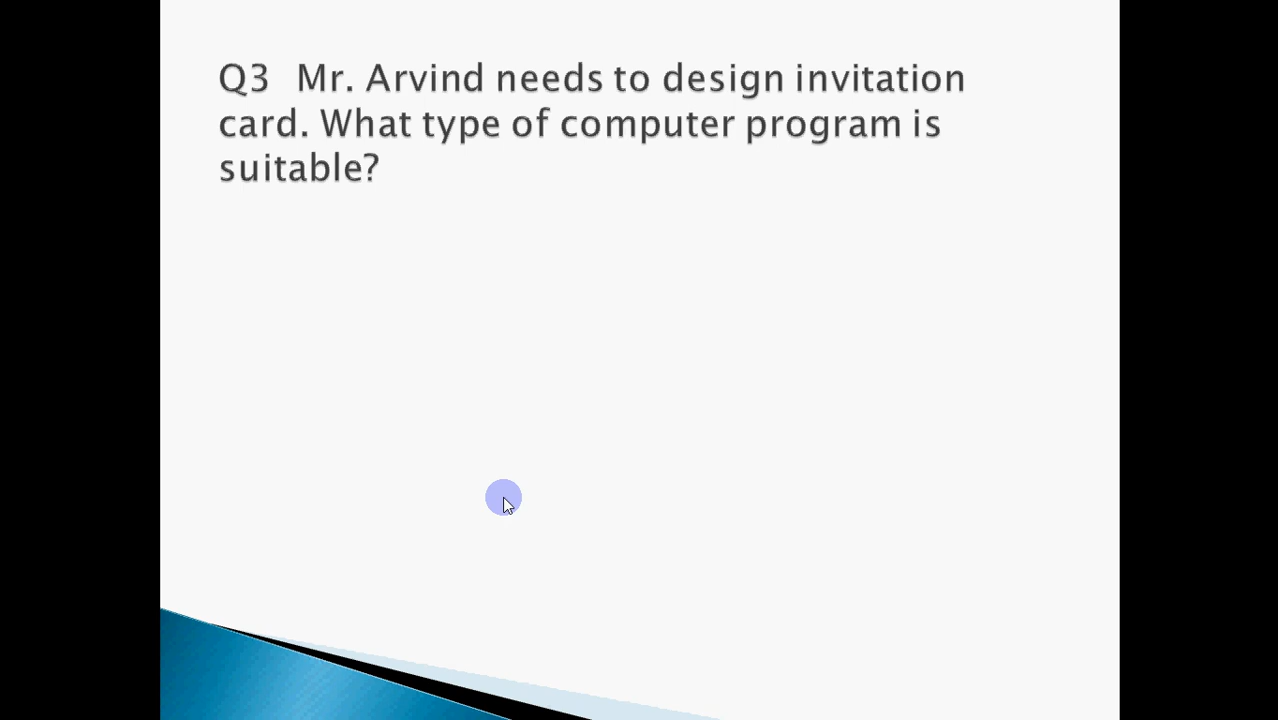 Q3 Mr. Arvind needs to design invitation
card. What type of computer program is
suitable?